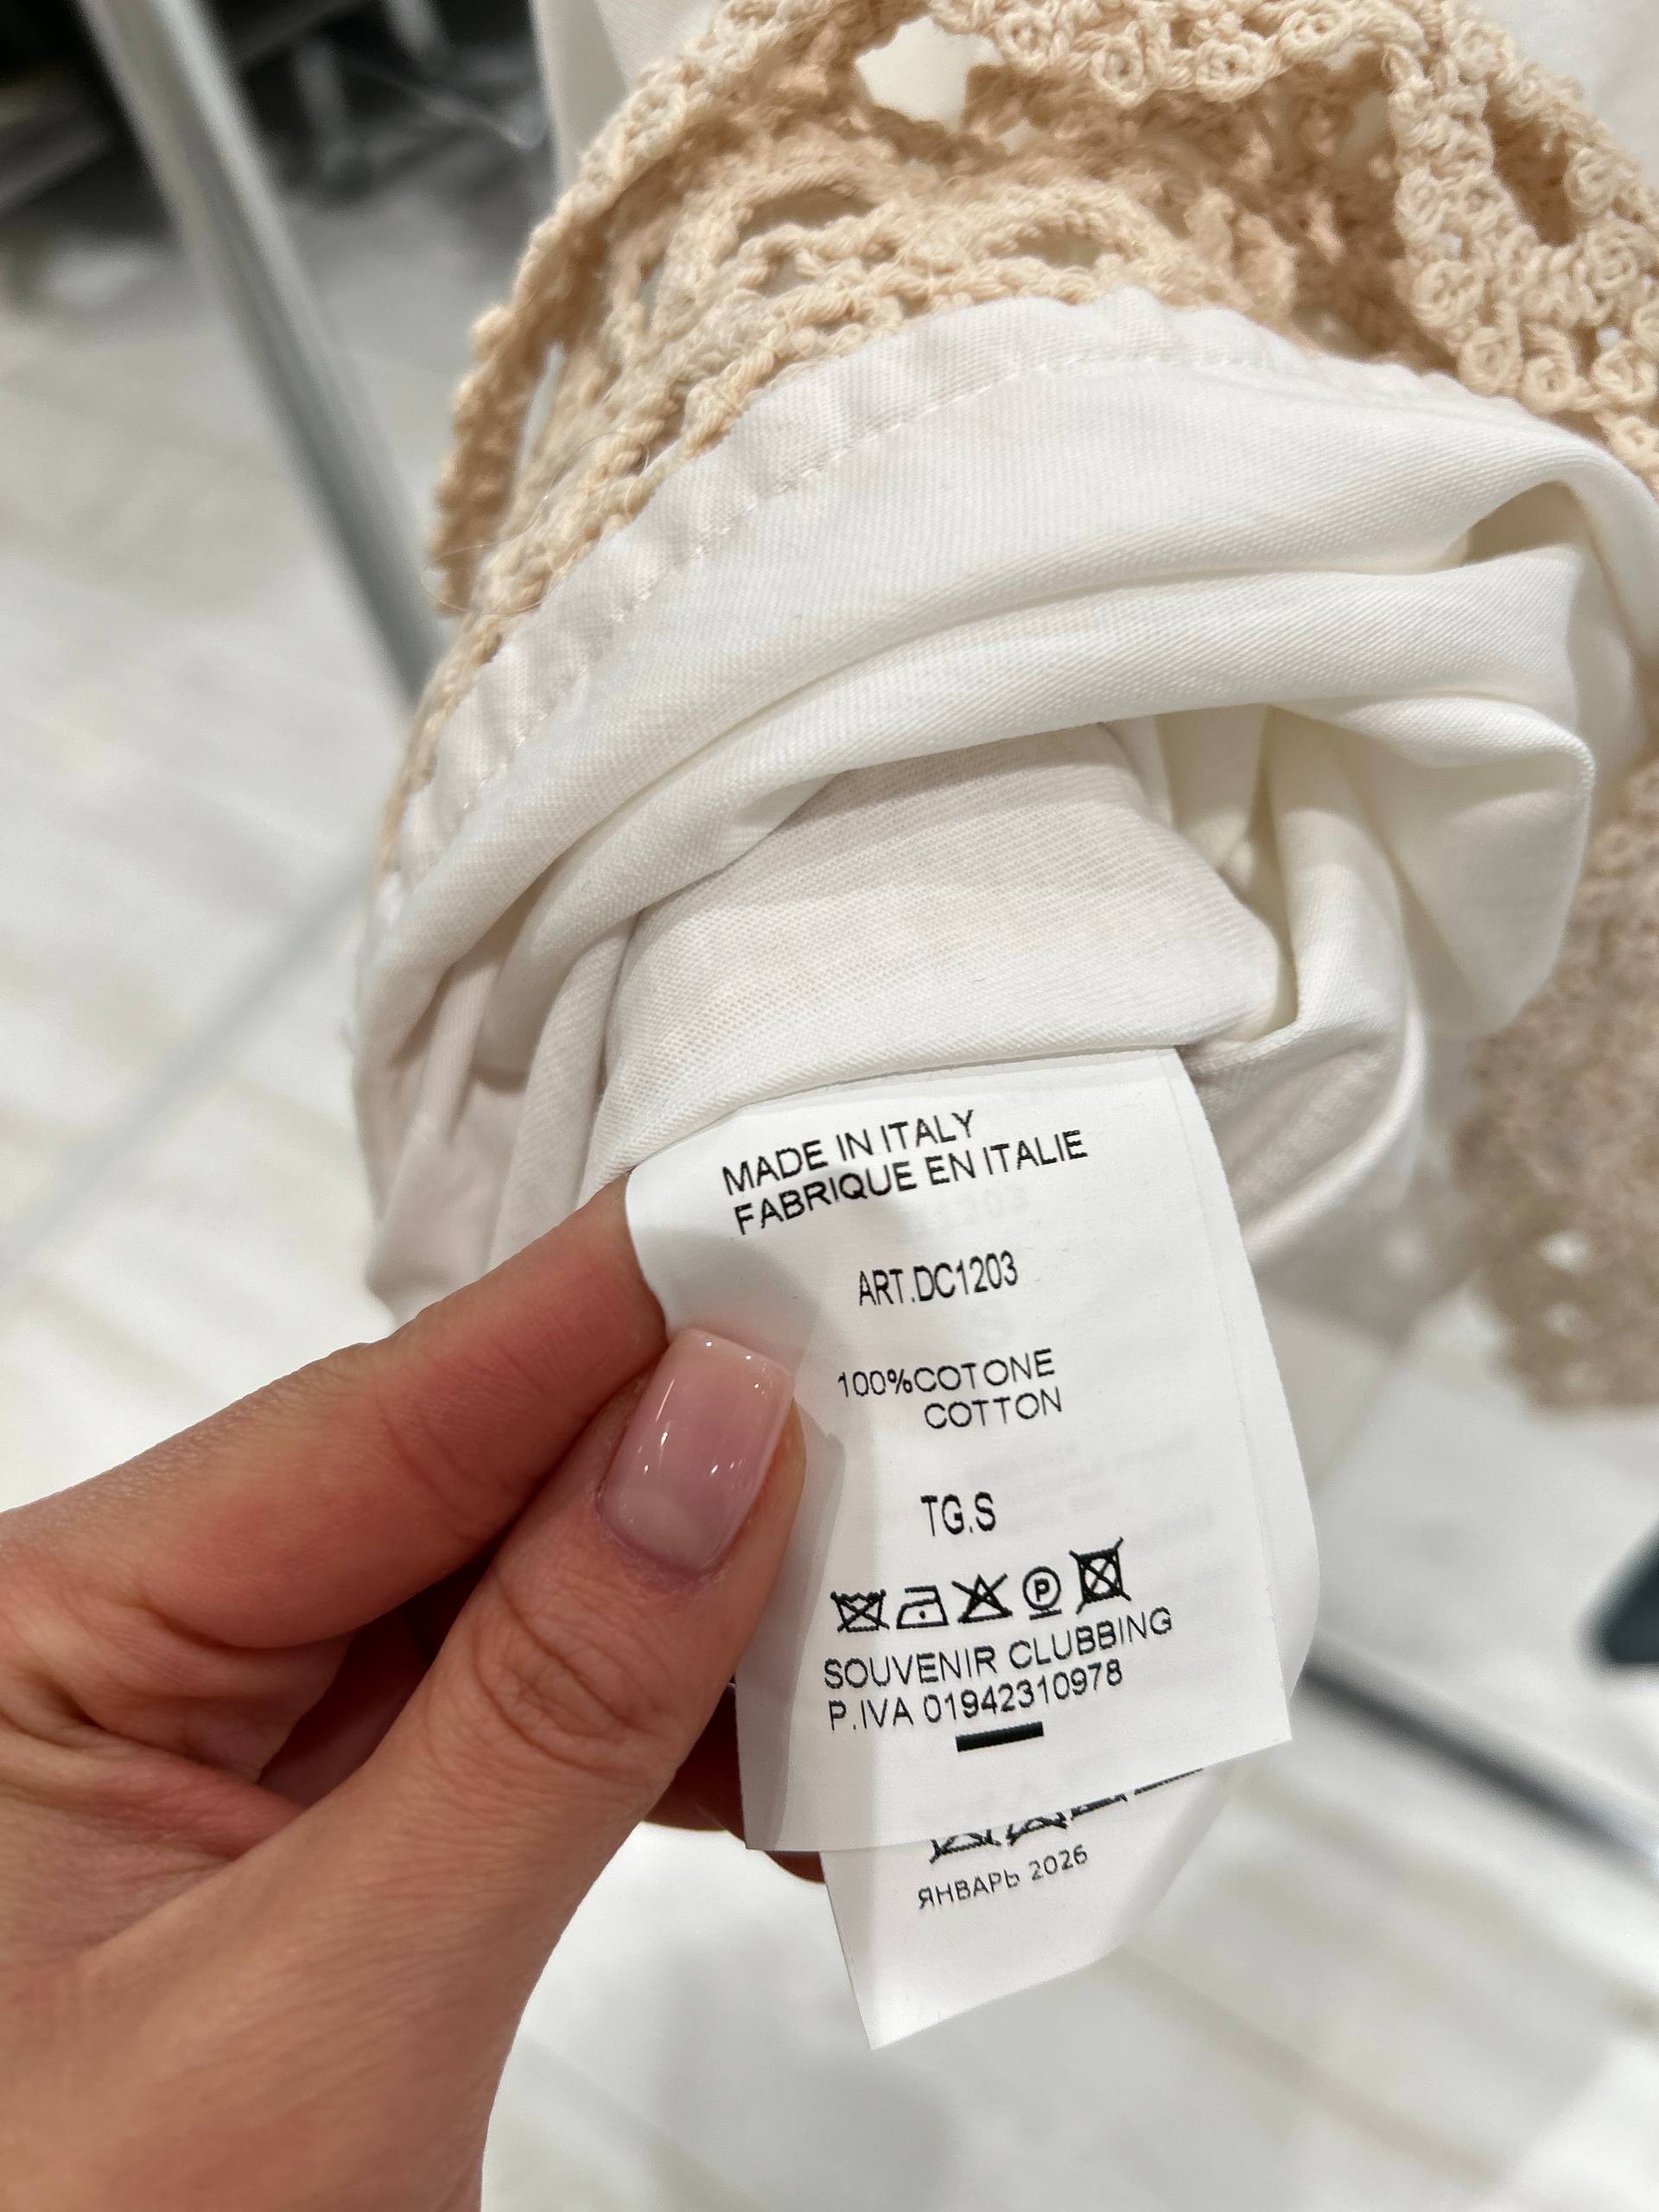 MADE IN ITALY
FABRIQUE EN ITALIE
ART.DC1203
100%COTONE
COTTON
TG.S
P
SOUVENIR CLUBBING
P.IVA 01942310978
ЯНВАРЬ 2026